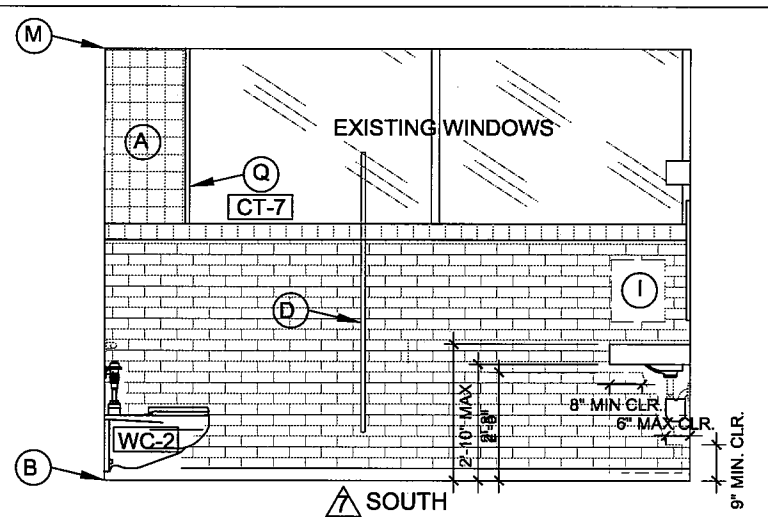 M
A
EXISTING WINDOWS
Q
CT-7
I
D
2'-10" MAX
8" MIN CLR.
6" MAX CLR.
9" MIN. CLR.
WC-2
B
7 SOUTH